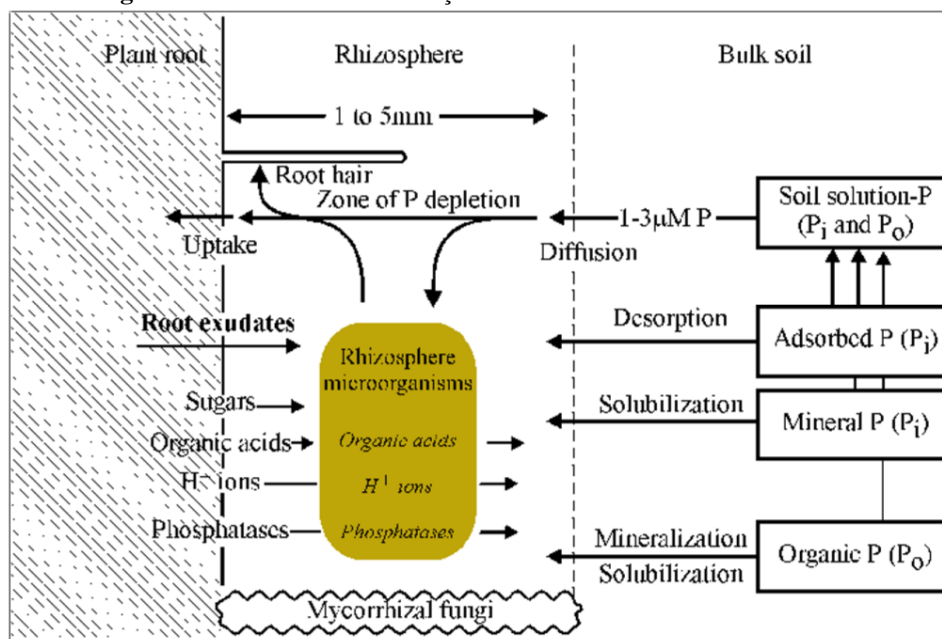 Plant root
Rhizosphere
Bulk soil
1 to 5mm
Root hair
Zone of P depletion
Uptake
1-3µM P
Diffusion
Soil solution-P
(Pi and Po)
Root exudates
Desorption
Adsorbed P (Pi)
Rhizosphere
microorganisms
Sugars
Solubilization
Mineral P (Pi)
Organic acids
Organic acids
H+ ions
H+ ions
Phosphatases
Phosphatases
Mineralization
Solubilization
Organic P (Po)
Mycorrhizal fungi